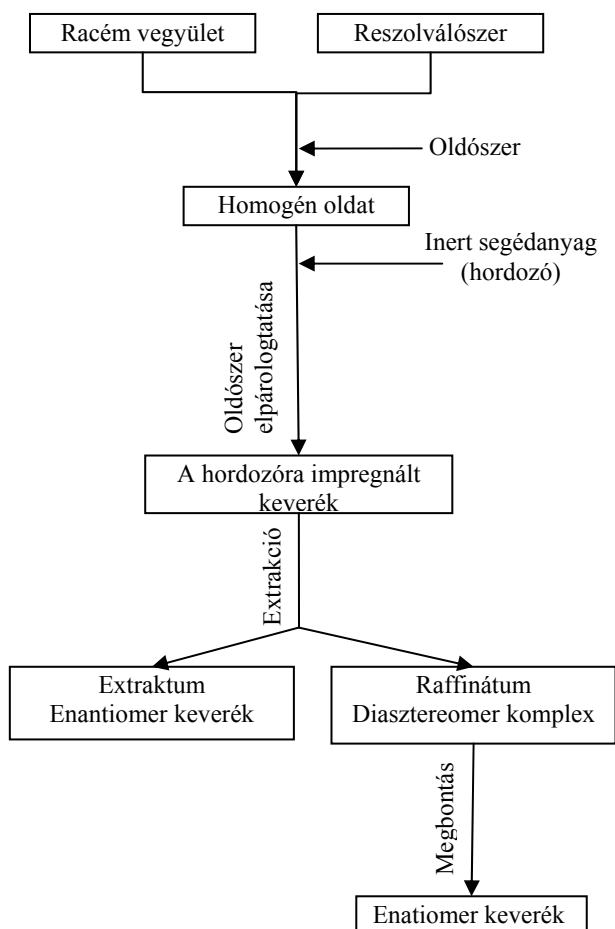 Racém vegyület
Reszolválószer
Oldószer
Homogén oldat
Inert segédanyag
(hordozó)
Oldószer
elpárologtatása
A hordozóra impregnált
keverék
Extrakció
Extraktum
Enantiomer keverék
Raffinátum
Diasztereomer komplex
Megbontás
Enatiomer keverék